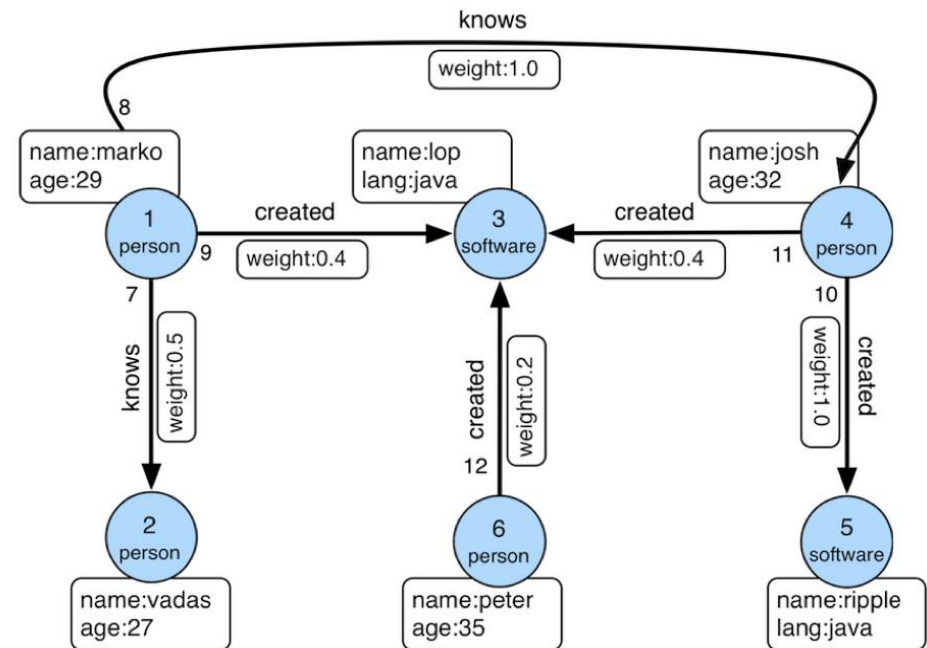 knows
weight:1.0
8
name:marko
age:29
name:lop
lang:java
name:josh
age:32
1
person
created
3
software
created
4
person
9
weight:0.4
weight:0.4
11
7
10
knows
weight:0.5
created
weight:0.2
weight:1.0
created
12
2
person
6
person
5
software
name:vadas
age:27
name:peter
age:35
name:ripple
lang:java